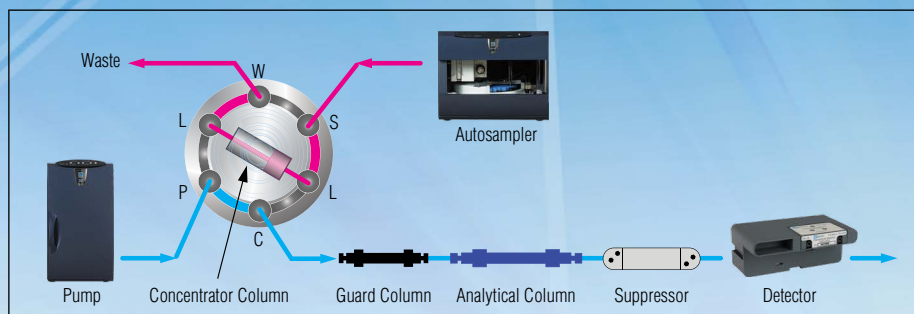 Waste
W
S
L
L
P
C
Autosampler
Pump
Concentrator Column
Guard Column
Analytical Column
Suppressor
Detector